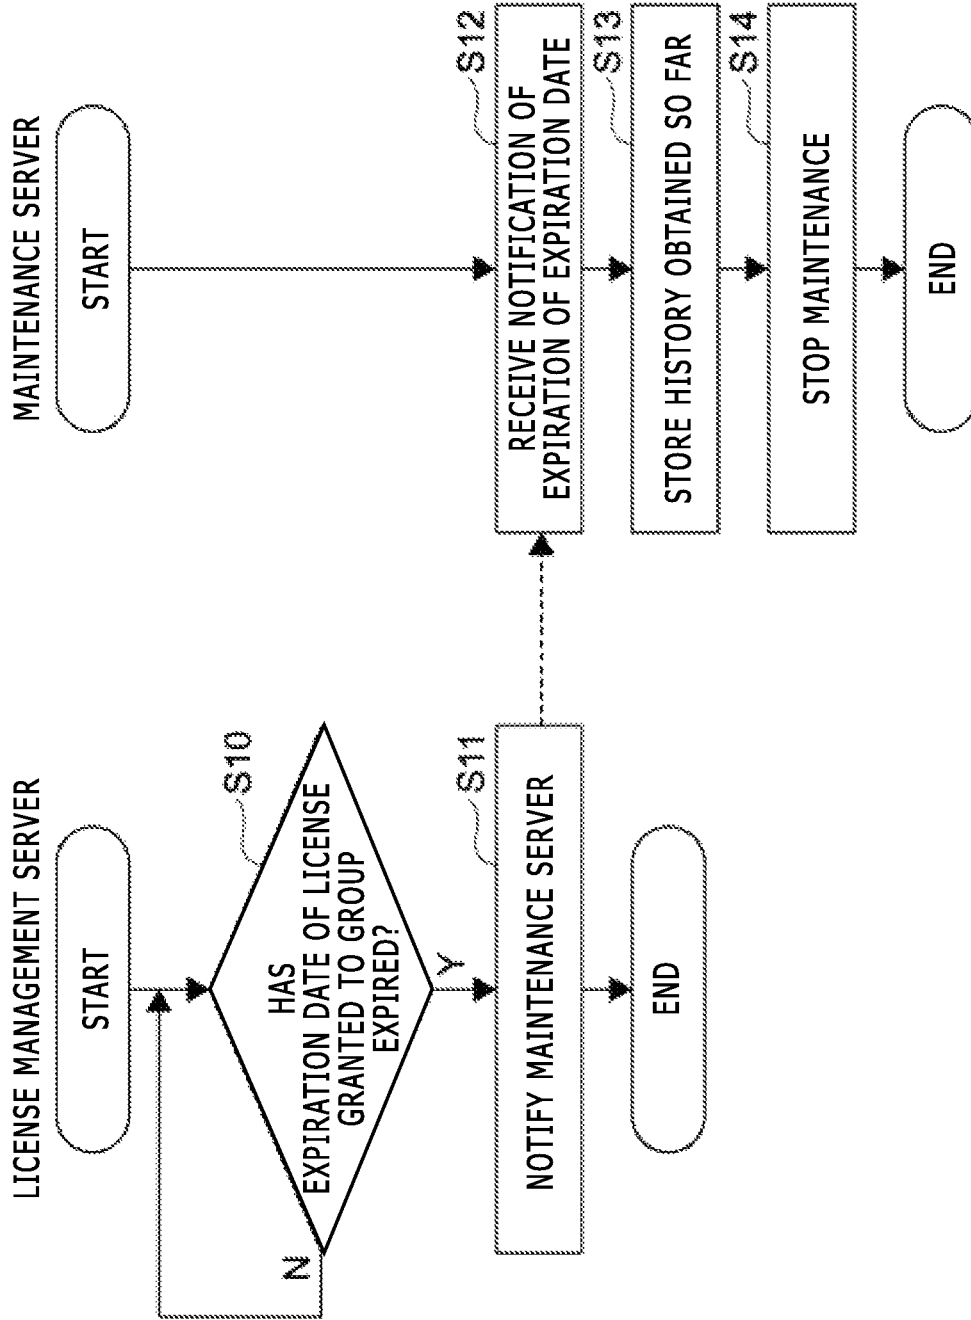 LICENSE MANAGEMENT SERVER
START
S10
HAS
EXPIRATION DATE OF LICENSE
GRANTED TO GROUP
EXPIRED?
N
Y
S11
NOTIFY MAINTENANCE SERVER
END
MAINTENANCE SERVER
START
S12
RECEIVE NOTIFICATION OF
EXPIRATION OF EXPIRATION DATE
S13
STORE HISTORY OBTAINED SO FAR
S14
STOP MAINTENANCE
END